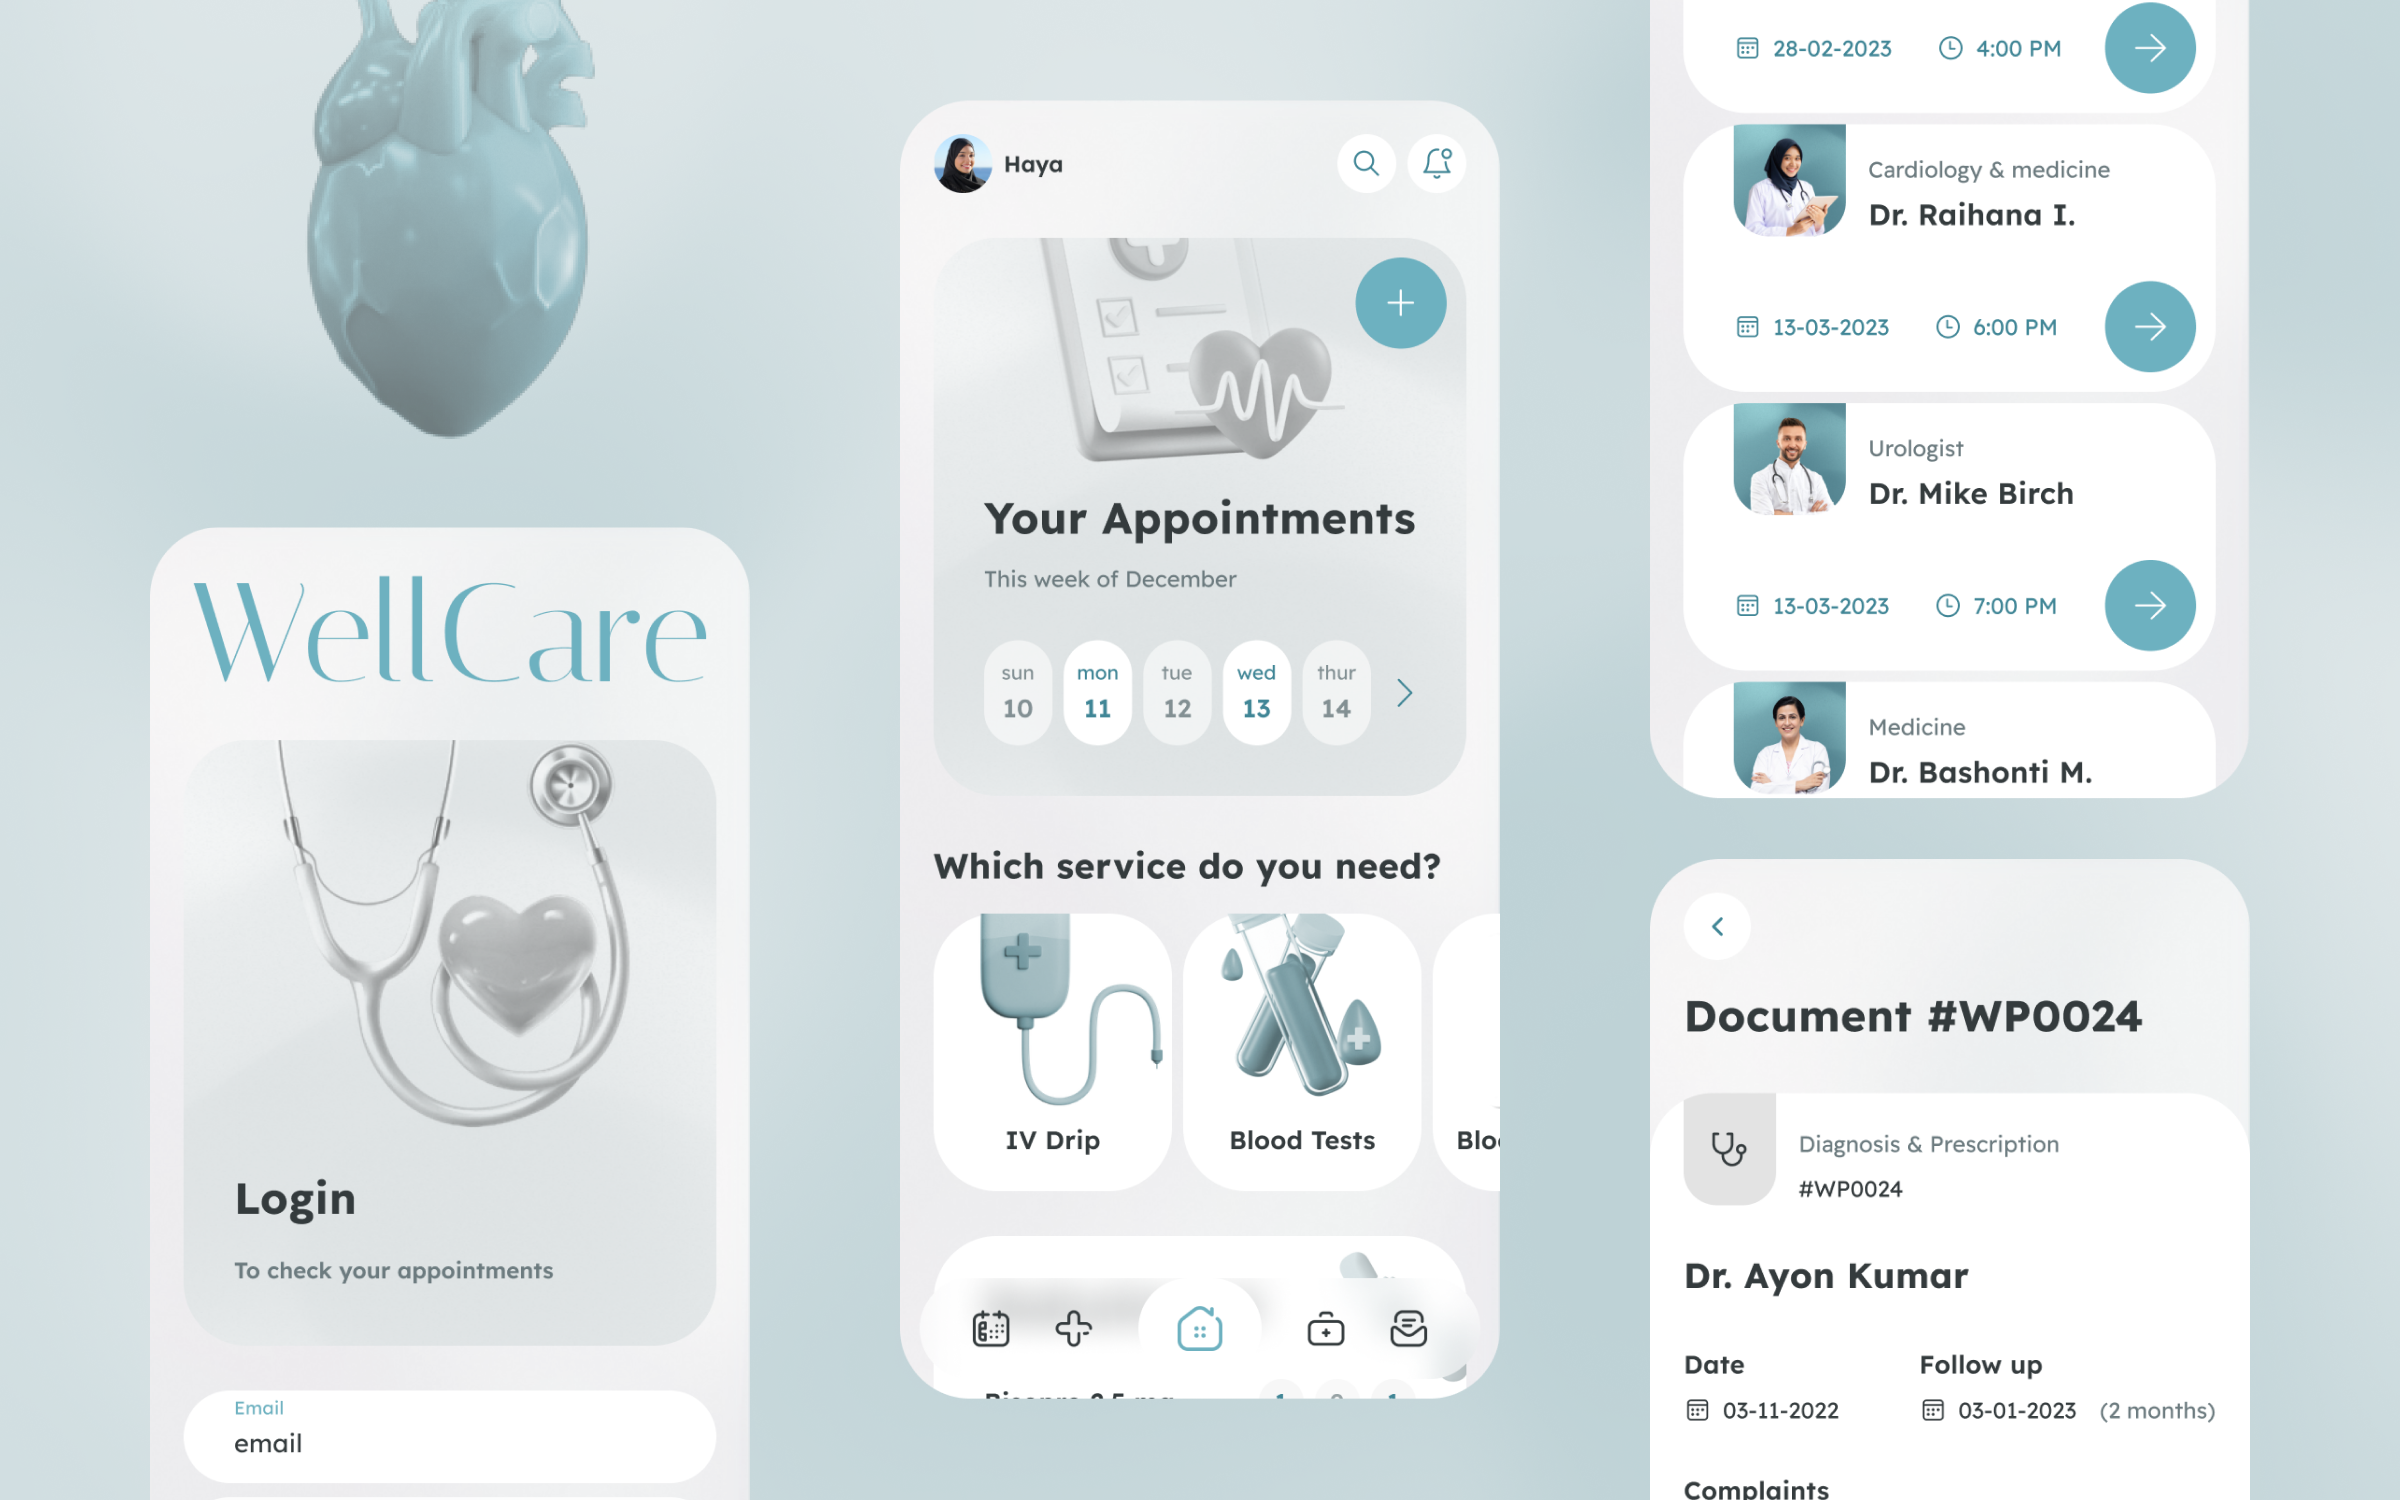 WellCare
Login
To check your appointments
Email
email
Haya
Your Appointments
This week of December
sun mon tue wed thur
10 11 12 13 14
Which service do you need?
IV Drip
Blood Tests
28-02-2023 4:00 PM
Cardiology & medicine
Dr. Raihana I.
13-03-2023 6:00 PM
Urologist
Dr. Mike Birch
13-03-2023 7:00 PM
Medicine
Dr. Bashonti M.
Document #WP0024
Diagnosis & Prescription
#WP0024
Dr. Ayon Kumar
Date Follow up
03-11-2022 03-01-2023 (2 months)
Complaints